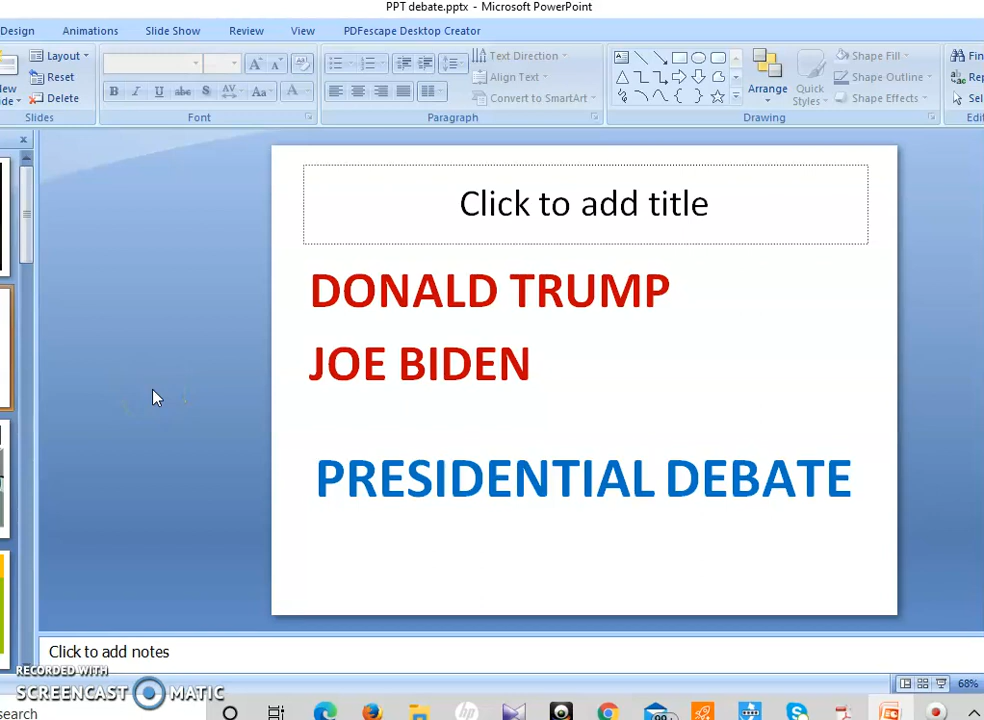 PPT debate.pptx - Microsoft PowerPoint
Design Animations Slide Show Review View PDFescape Desktop Creator
Layout
Reset
Delete
Text Direction
Align Text
Convert to SmartArt
Arrange
Quick
Styles
Shape Fill
Shape Outline
Shape Effects
Slides Font Paragraph Drawing
Click to add title
DONALD TRUMP
JOE BIDEN
PRESIDENTIAL DEBATE
Click to add notes
RECORDED WITH
SCREENCAST MATIC
68%
search